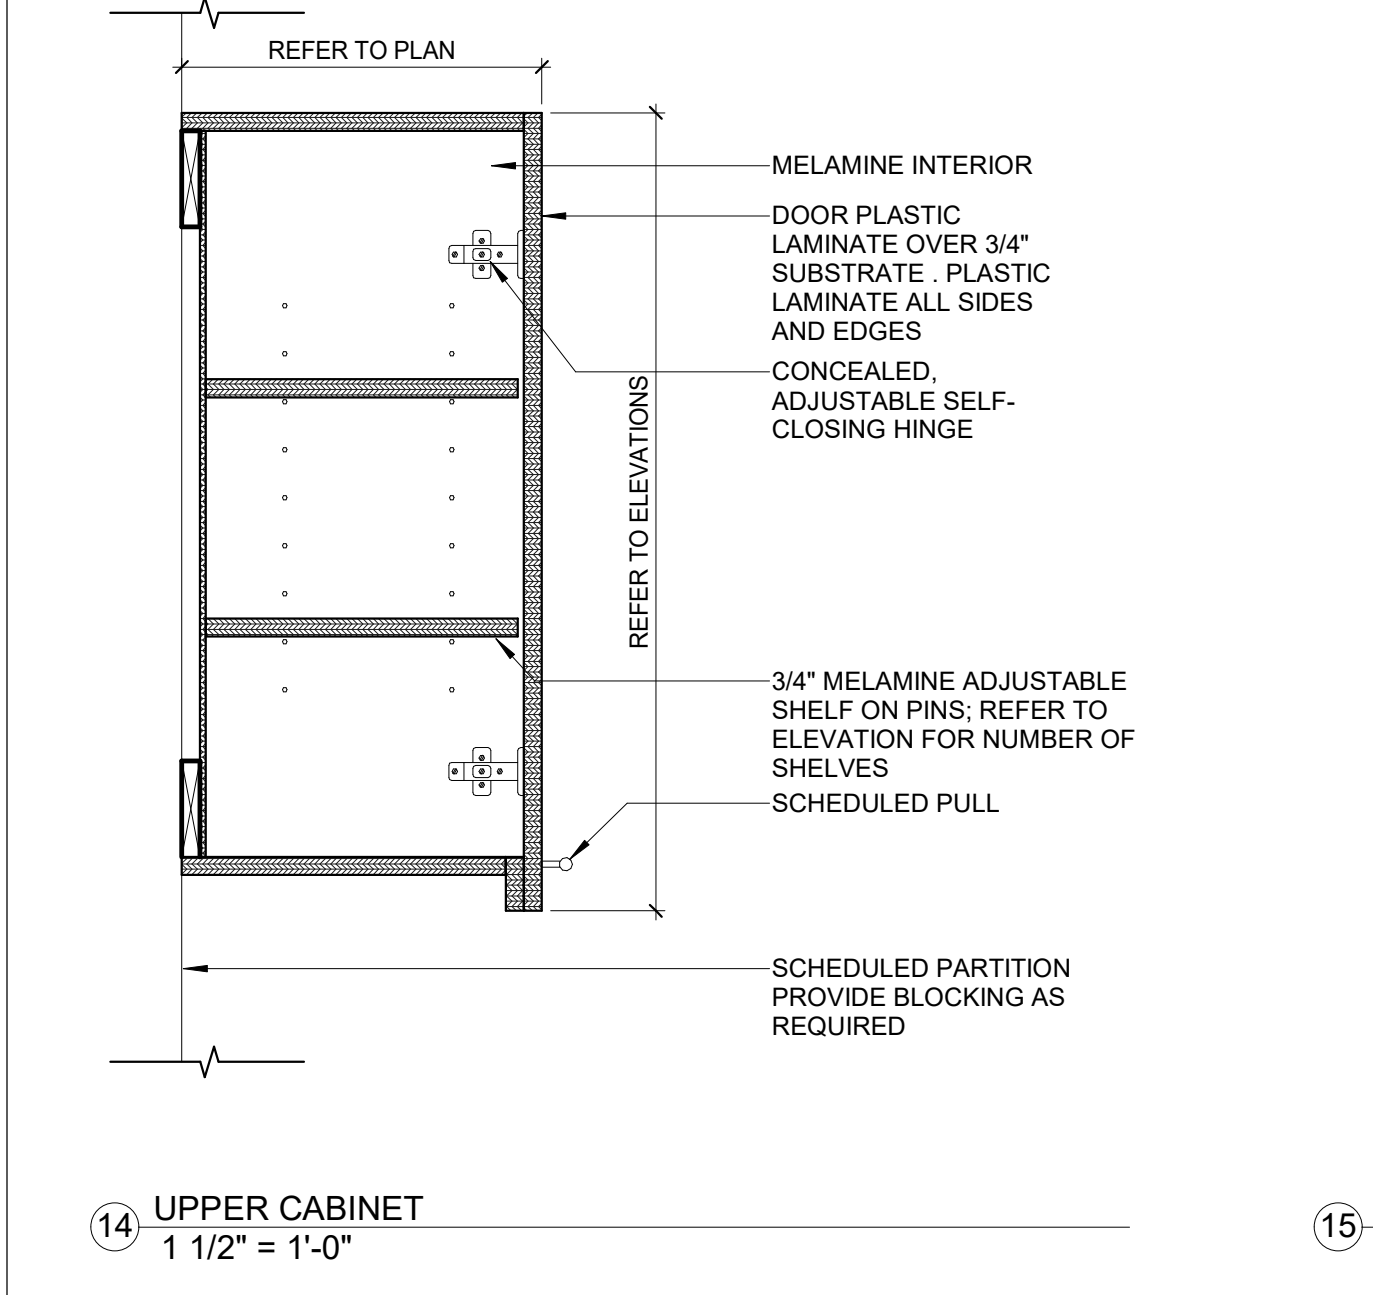 REFER TO PLAN
MELAMINE INTERIOR
DOOR PLASTIC
LAMINATE OVER 3/4"
SUBSTRATE . PLASTIC
LAMINATE ALL SIDES
AND EDGES
CONCEALED,
ADJUSTABLE SELF-
CLOSING HINGE
REFER TO ELEVATIONS
3/4" MELAMINE ADJUSTABLE
SHELF ON PINS; REFER TO
ELEVATION FOR NUMBER OF
SHELVES
SCHEDULED PULL
SCHEDULED PARTITION
PROVIDE BLOCKING AS
REQUIRED
14 UPPER CABINET
1 1/2" = 1'-0"
15